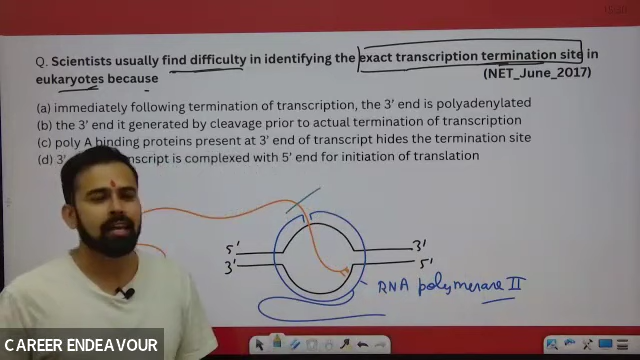 Q. Scientists usually find difficulty in identifying the exact transcription termination site in
eukaryotes because
(NET_June_2017)
(a) immediately following termination of transcription, the 3' end is polyadenylated
(b) the 3' end it generated by cleavage prior to actual termination of transcription
(c) poly A binding proteins present at 3' end of transcript hides the termination site
(d) 3' transcript is complexed with 5' end for initiation of translation
5' 3'
3' 5'
RNA polymerase II
CAREER ENDEAVOUR